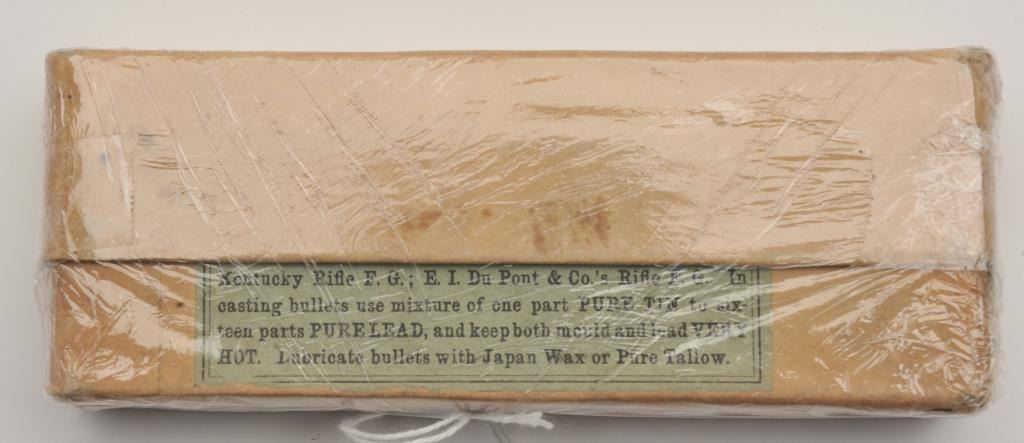 Kentucky Rifle F. G.; E. I. Du Pont & Co.'s Rifle F. G. In
casting bullets use mixture of one part PURE TIN to six-
teen parts PURE LEAD, and keep both mould and lead VERY
HOT. Lubricate bullets with Japan Wax or Pure Tallow.